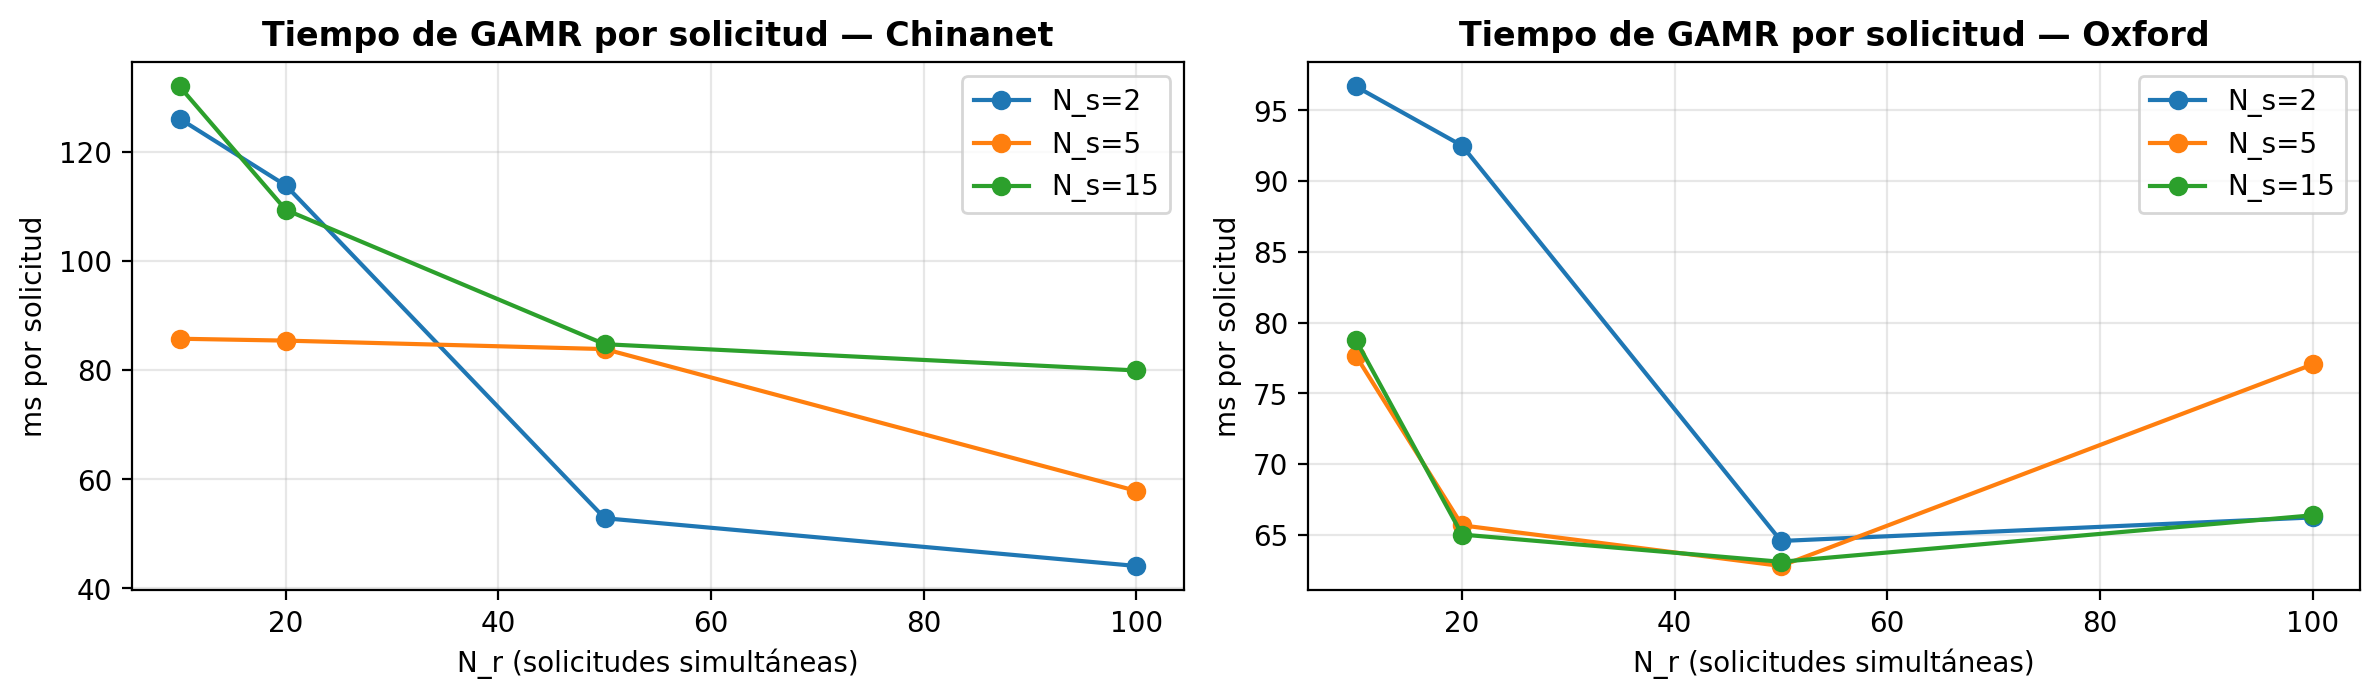 Tiempo de GAMR por solicitud — Chinanet
ms por solicitud
120
100
80
60
40
20
40
60
80
100
N_r (solicitudes simultáneas)
N_s=2
N_s=5
N_s=15
Tiempo de GAMR por solicitud — Oxford
ms por solicitud
95
90
85
80
75
70
65
20
40
60
80
100
N_r (solicitudes simultáneas)
N_s=2
N_s=5
N_s=15